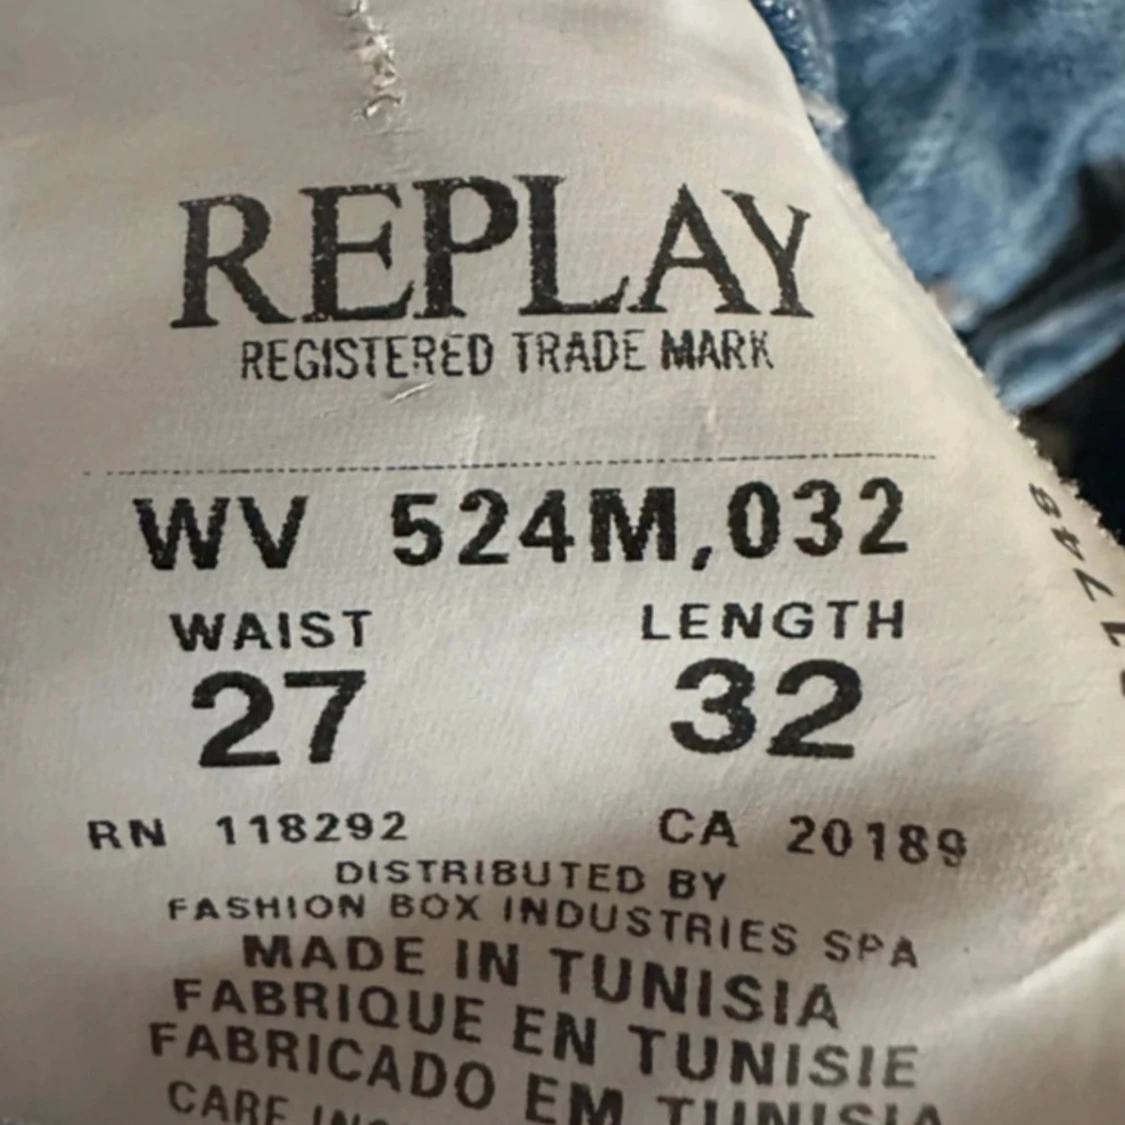 REPLAY
REGISTERED TRADE MARK
WV 524M,032
WAIST LENGTH
27 32
RN 118292 CA 20189
DISTRIBUTED BY
FASHION BOX INDUSTRIES SPA
MADE IN TUNISIA
FABRIQUE EN TUNISIE
FABRICADO EM TUNISIA
CARE